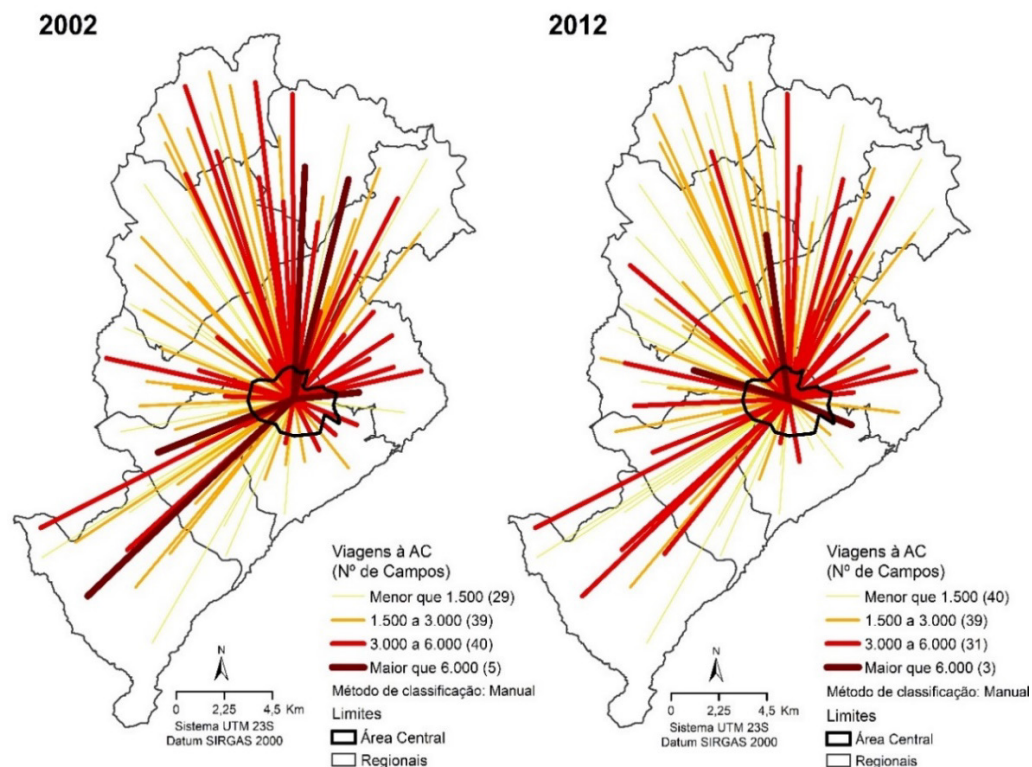 2002
Viagens à AC
(Nº de Campos)
Menor que 1.500 (29)
1.500 a 3.000 (39)
3.000 a 6.000 (40)
Maior que 6.000 (5)
Método de classificação: Manual
Limites
Área Central
Regionais
N
0 2,25 4,5 Km
Sistema UTM 23S
Datum SIRGAS 2000
2012
Viagens à AC
(Nº de Campos)
Menor que 1.500 (40)
1.500 a 3.000 (39)
3.000 a 6.000 (31)
Maior que 6.000 (3)
Método de classificação: Manual
Limites
Área Central
Regionais
N
0 2,25 4,5 Km
Sistema UTM 23S
Datum SIRGAS 2000